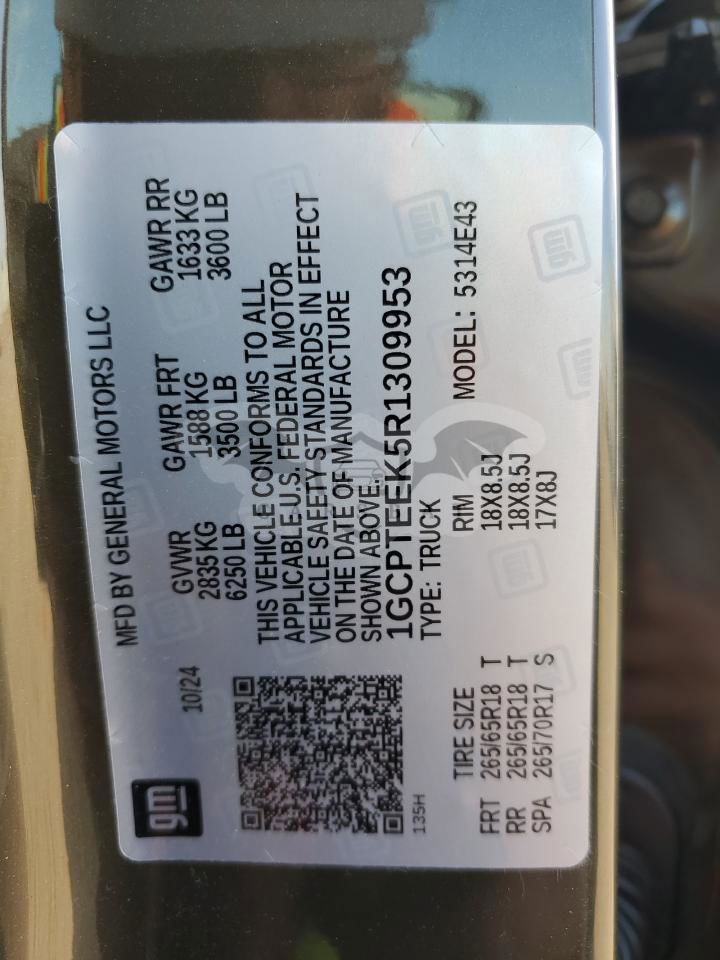 gm
10/24
MFD BY GENERAL MOTORS LLC
GVWR GAWR FRT GAWR RR
2835 KG 1588 KG 1633 KG
6250 LB 3500 LB 3600 LB
THIS VEHICLE CONFORMS TO ALL
APPLICABLE U.S. FEDERAL MOTOR
VEHICLE SAFETY STANDARDS IN EFFECT
ON THE DATE OF MANUFACTURE
SHOWN ABOVE.
1GCPTEEK5R1309953
TYPE: TRUCK
135H
TIRE SIZE RIM MODEL: 5314E43
FRT 265/65R18 T 18X8.5J
RR 265/65R18 T 18X8.5J
SPA 265/70R17 S 17X8J